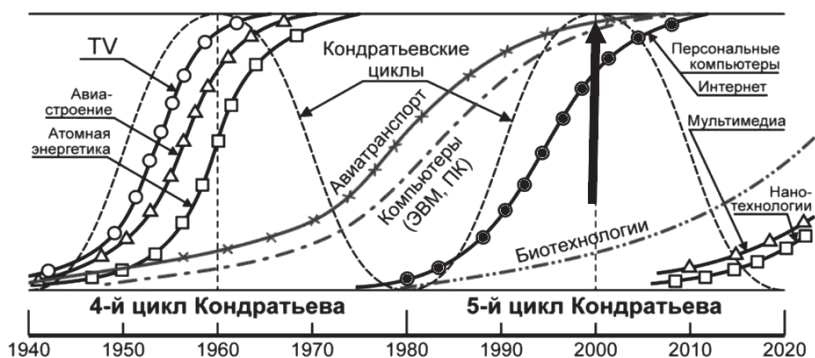 TV
Авиа-
строение
Атомная
энергетика
Кондратьевские
циклы
Авиатранспорт
Компьютеры
(ЭВМ, ПК)
Персональные
компьютеры
Интернет
Мультимедиа
Нано-
технологии
Биотехнологии
4-й цикл Кондратьева
5-й цикл Кондратьева
1940 1950 1960 1970 1980 1990 2000 2010 2020